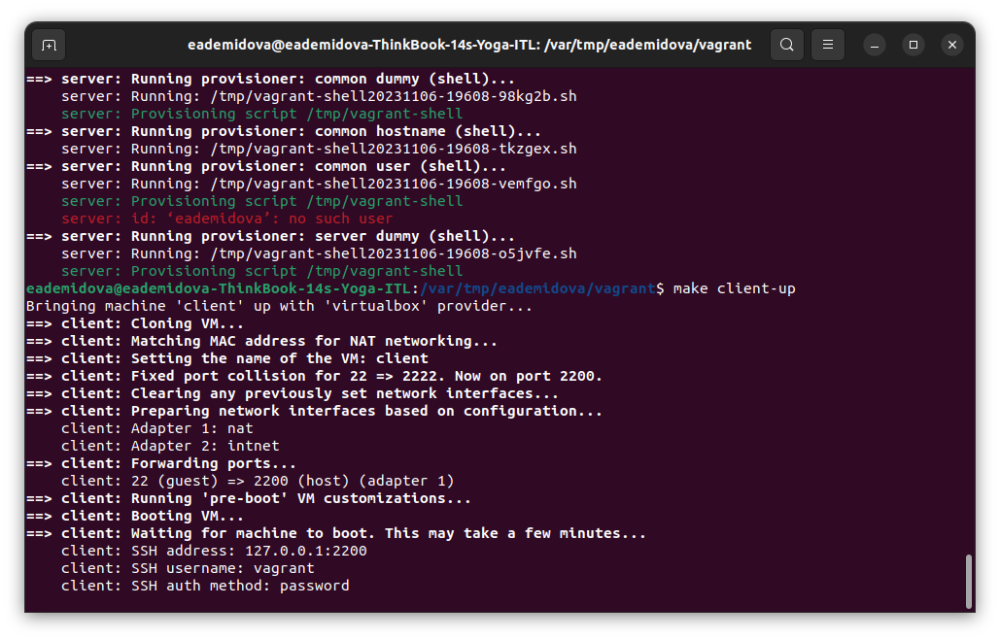 eademidova@eademidova-ThinkBook-14s-Yoga-ITL: /var/tmp/eademidova/vagrant
==> server: Running provisioner: common dummy (shell)...
    server: Running: /tmp/vagrant-shell20231106-19608-98kg2b.sh
    server: Provisioning script /tmp/vagrant-shell
==> server: Running provisioner: common hostname (shell)...
    server: Running: /tmp/vagrant-shell20231106-19608-tkzgex.sh
==> server: Running provisioner: common user (shell)...
    server: Running: /tmp/vagrant-shell20231106-19608-vemfgo.sh
    server: Provisioning script /tmp/vagrant-shell
    server: id: ‘eademidova’: no such user
==> server: Running provisioner: server dummy (shell)...
    server: Running: /tmp/vagrant-shell20231106-19608-o5jvfe.sh
    server: Provisioning script /tmp/vagrant-shell
eademidova@eademidova-ThinkBook-14s-Yoga-ITL:/var/tmp/eademidova/vagrant$ make client-up
Bringing machine 'client' up with 'virtualbox' provider...
==> client: Cloning VM...
==> client: Matching MAC address for NAT networking...
==> client: Setting the name of the VM: client
==> client: Fixed port collision for 22 => 2222. Now on port 2200.
==> client: Clearing any previously set network interfaces...
==> client: Preparing network interfaces based on configuration...
    client: Adapter 1: nat
    client: Adapter 2: intnet
==> client: Forwarding ports...
    client: 22 (guest) => 2200 (host) (adapter 1)
==> client: Running 'pre-boot' VM customizations...
==> client: Booting VM...
==> client: Waiting for machine to boot. This may take a few minutes...
    client: SSH address: 127.0.0.1:2200
    client: SSH username: vagrant
    client: SSH auth method: password